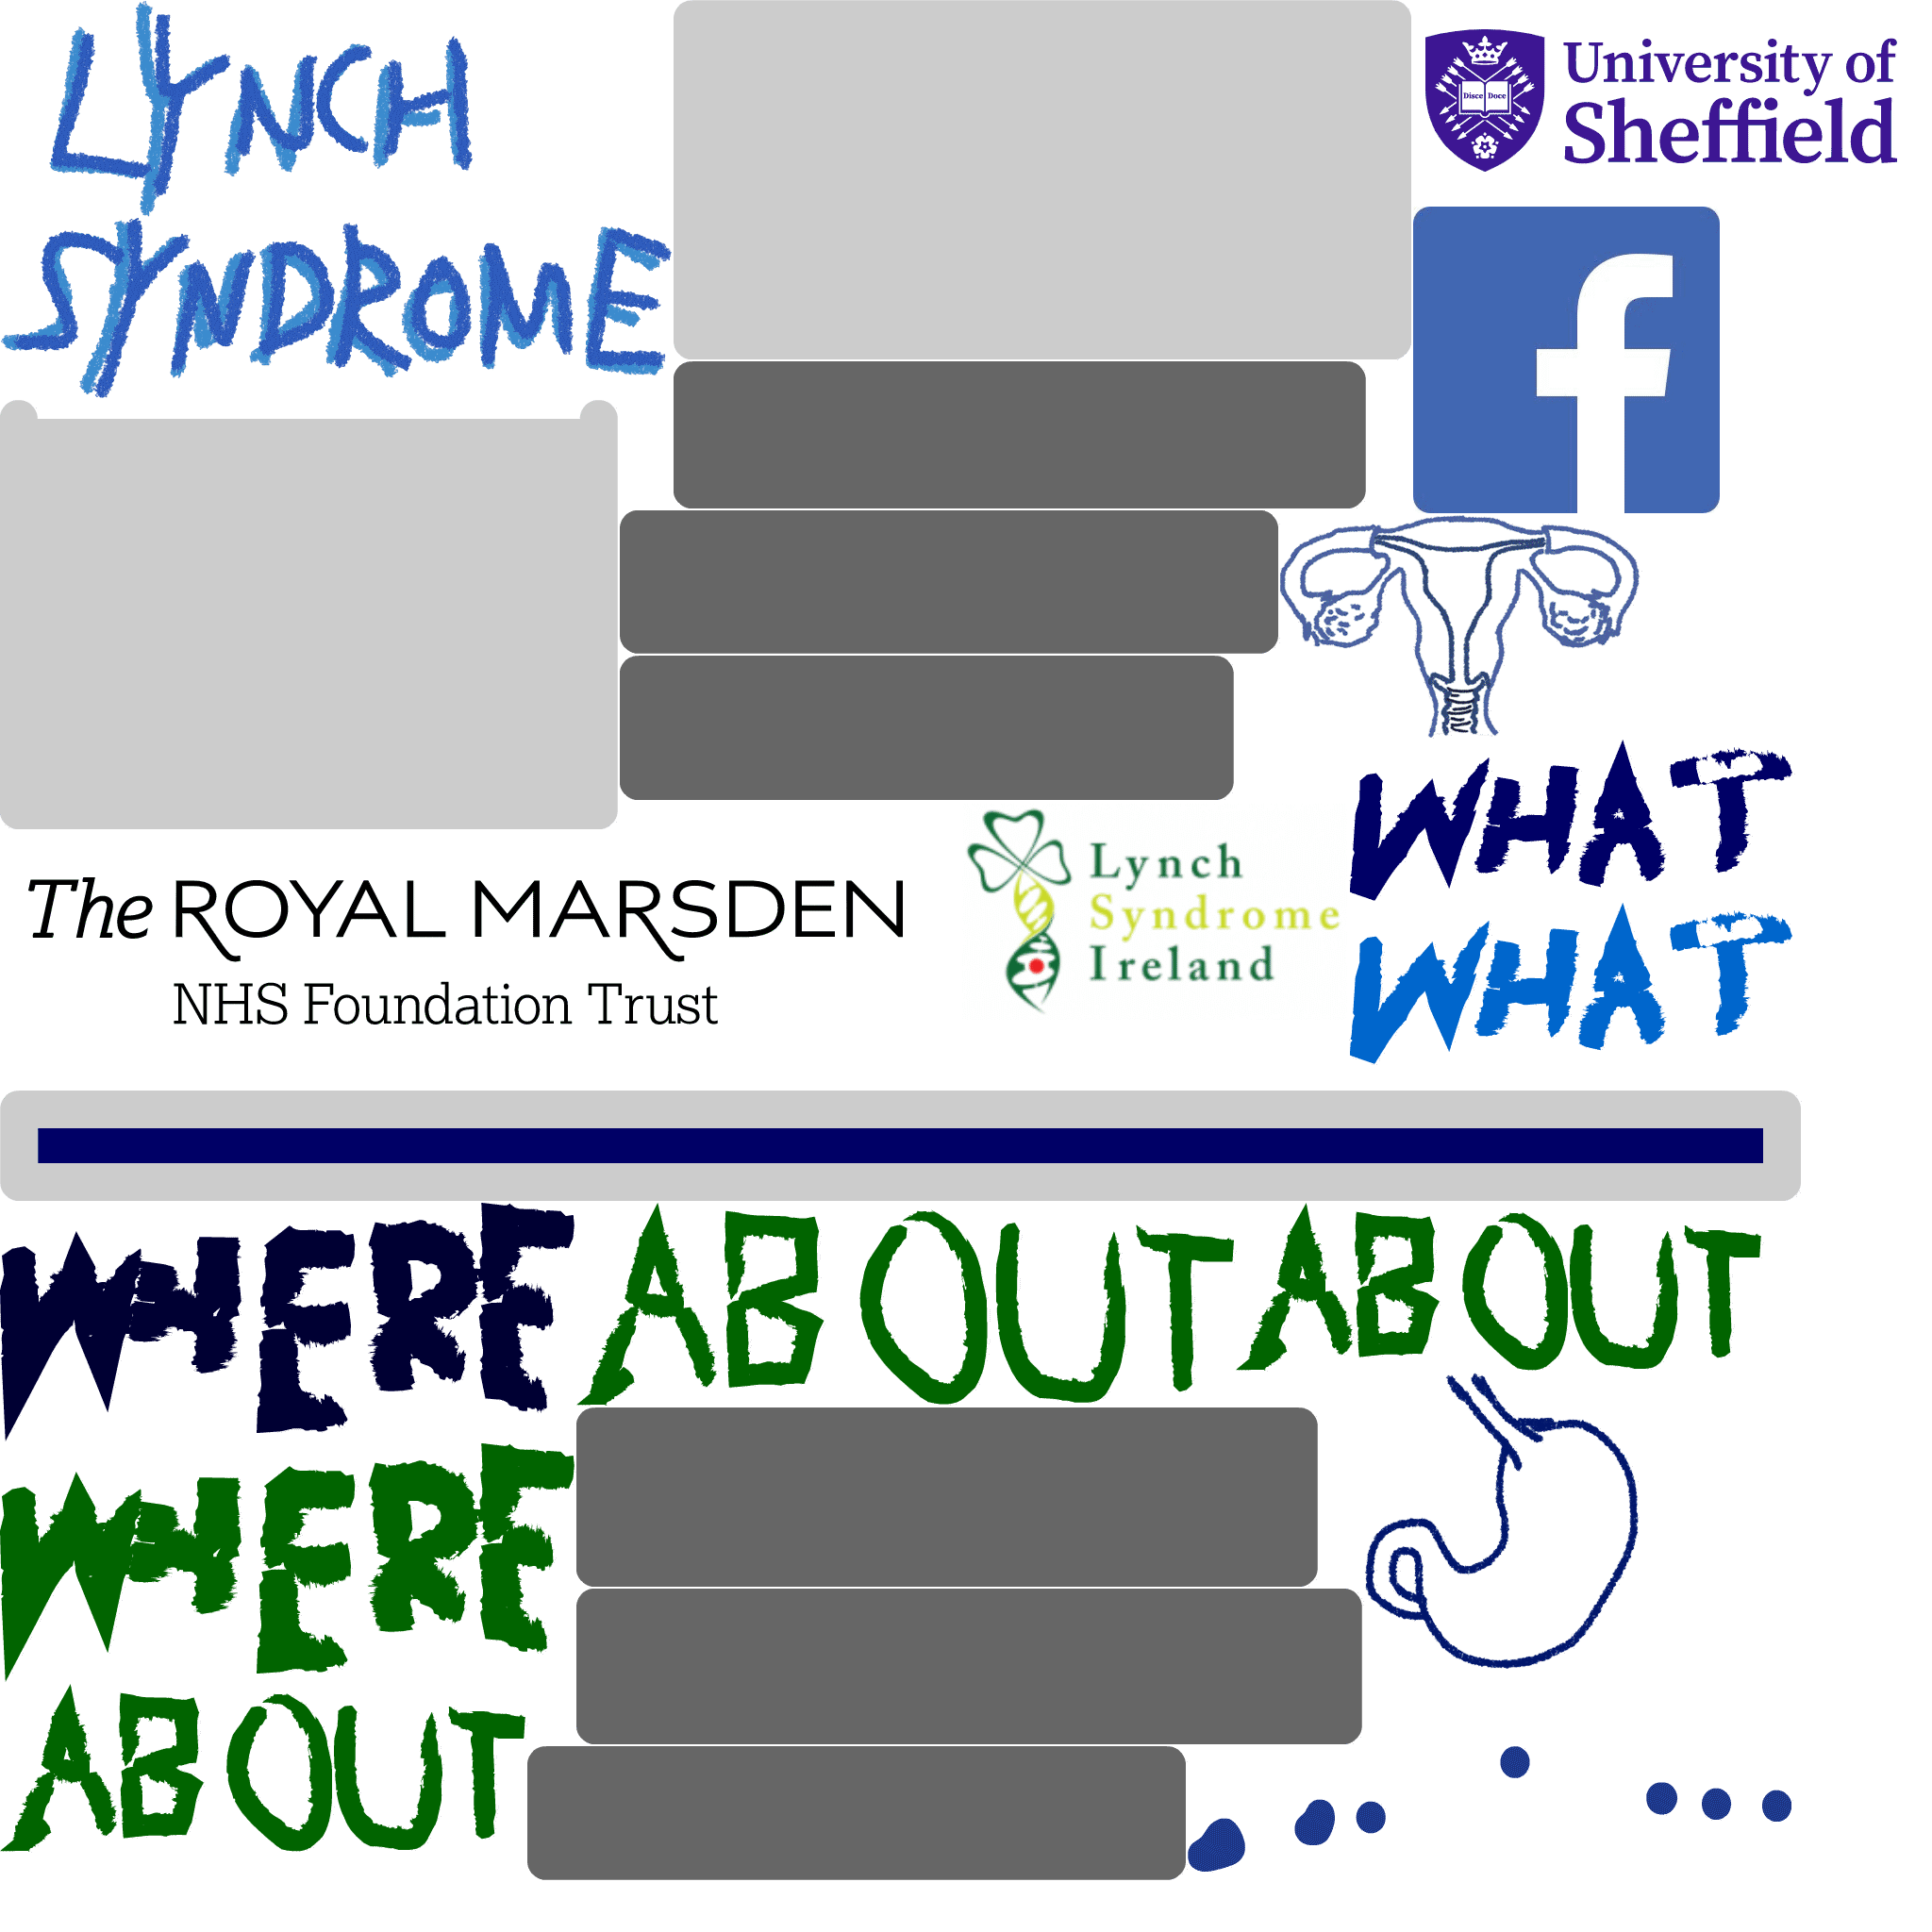 LYNCH
SYNDROME
University of
Sheffield
Disce Doce
f
The ROYAL MARSDEN
NHS Foundation Trust
Lynch
Syndrome
Ireland
WHAT
WHAT
WHERE
ABOUT ABOUT
WHERE
ABOUT